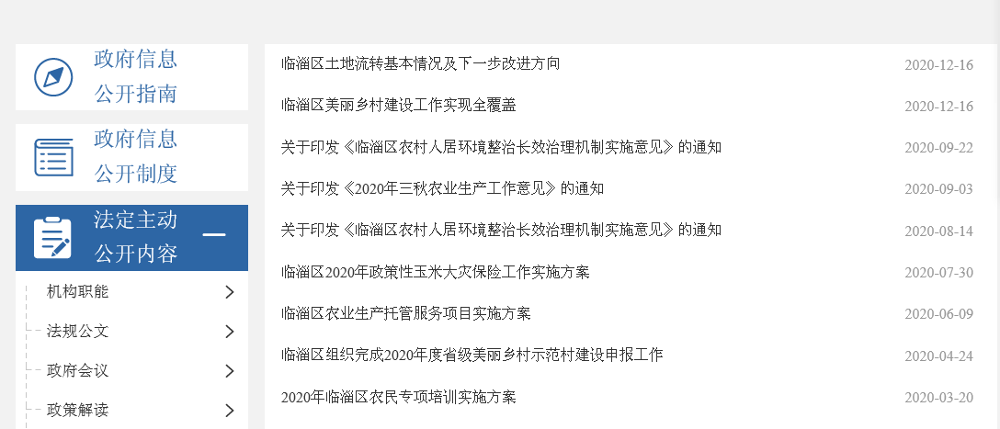 政府信息
公开指南
政府信息
公开制度
法定主动
公开内容
机构职能
法规公文
政府会议
政策解读
临淄区土地流转基本情况及下一步改进方向 2020-12-16
临淄区美丽乡村建设工作实现全覆盖 2020-12-16
关于印发《临淄区农村人居环境整治长效治理机制实施意见》的通知 2020-09-22
关于印发《2020年三秋农业生产工作意见》的通知 2020-09-03
关于印发《临淄区农村人居环境整治长效治理机制实施意见》的通知 2020-08-14
临淄区2020年政策性玉米大灾保险工作实施方案 2020-07-30
临淄区农业生产托管服务项目实施方案 2020-06-09
临淄区组织完成2020年度省级美丽乡村示范村建设申报工作 2020-04-24
2020年临淄区农民专项培训实施方案 2020-03-20